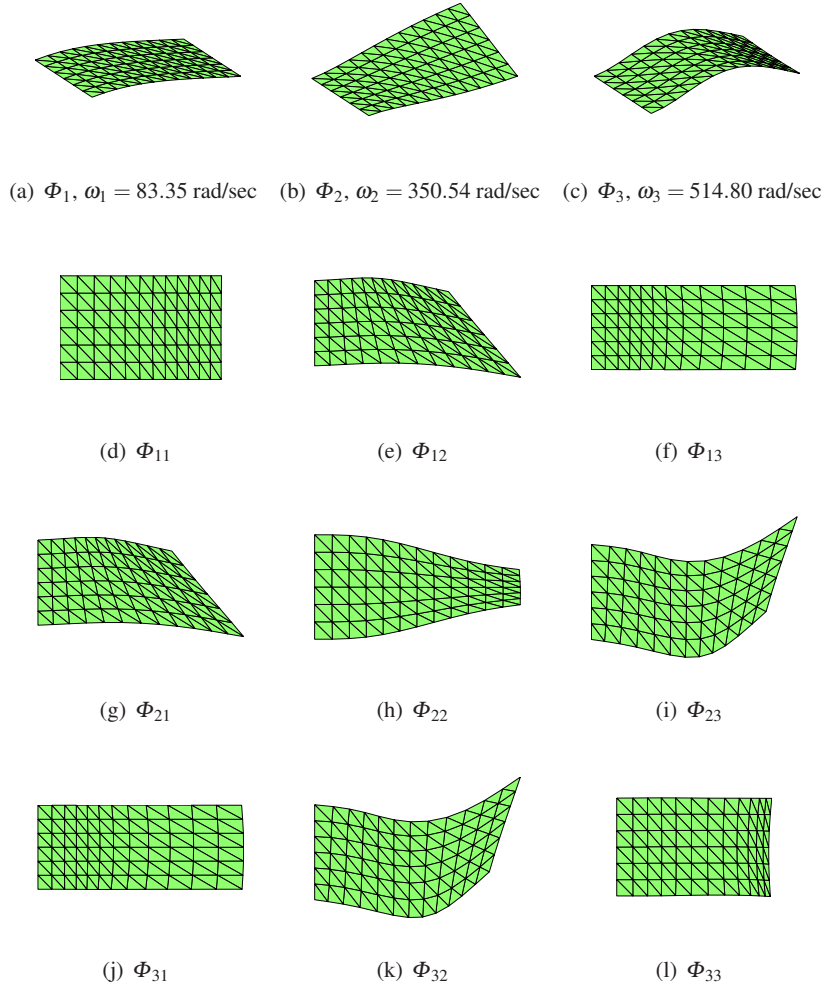 (a) Φ₁, ω₁ = 83.35 rad/sec (b) Φ₂, ω₂ = 350.54 rad/sec (c) Φ₃, ω₃ = 514.80 rad/sec
(d) Φ₁₁ (e) Φ₁₂ (f) Φ₁₃
(g) Φ₂₁ (h) Φ₂₂ (i) Φ₂₃
(j) Φ₃₁ (k) Φ₃₂ (l) Φ₃₃